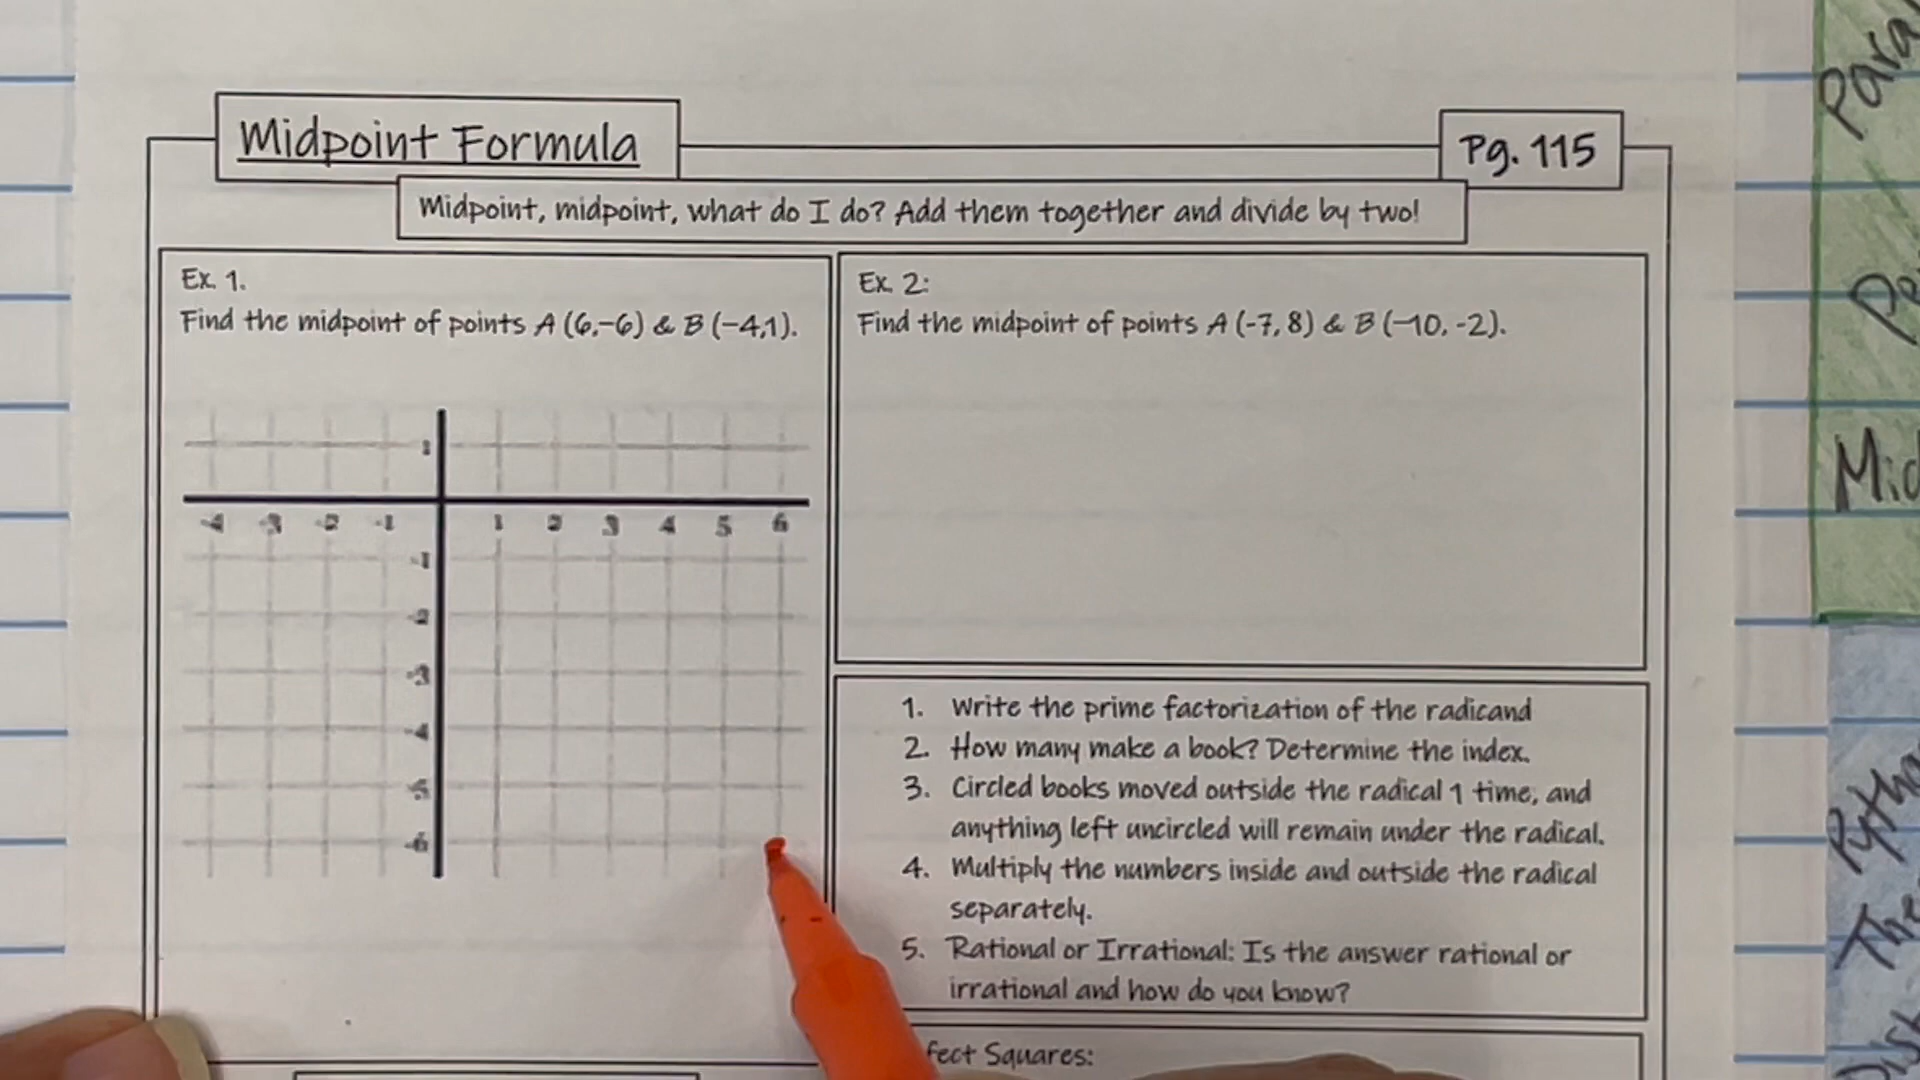 Midpoint Formula
Pg. 115
Midpoint, midpoint, what do I do? Add them together and divide by two!
Ex. 1.
Find the midpoint of points A (6,-6) & B (-4,1).
1
-4 -3 -2 -1 1 2 3 4 5 6
-1
-2
-3
-4
-5
-6
Ex. 2:
Find the midpoint of points A (-7, 8) & B (-10, -2).
1. Write the prime factorization of the radicand
2. How many make a book? Determine the index.
3. Circled books moved outside the radical 1 time, and
anything left uncircled will remain under the radical.
4. Multiply the numbers inside and outside the radical
separately.
5. Rational or Irrational: Is the answer rational or
irrational and how do you know?
fect Squares:
Para
Pe
Mid
Pytha
The
Dist